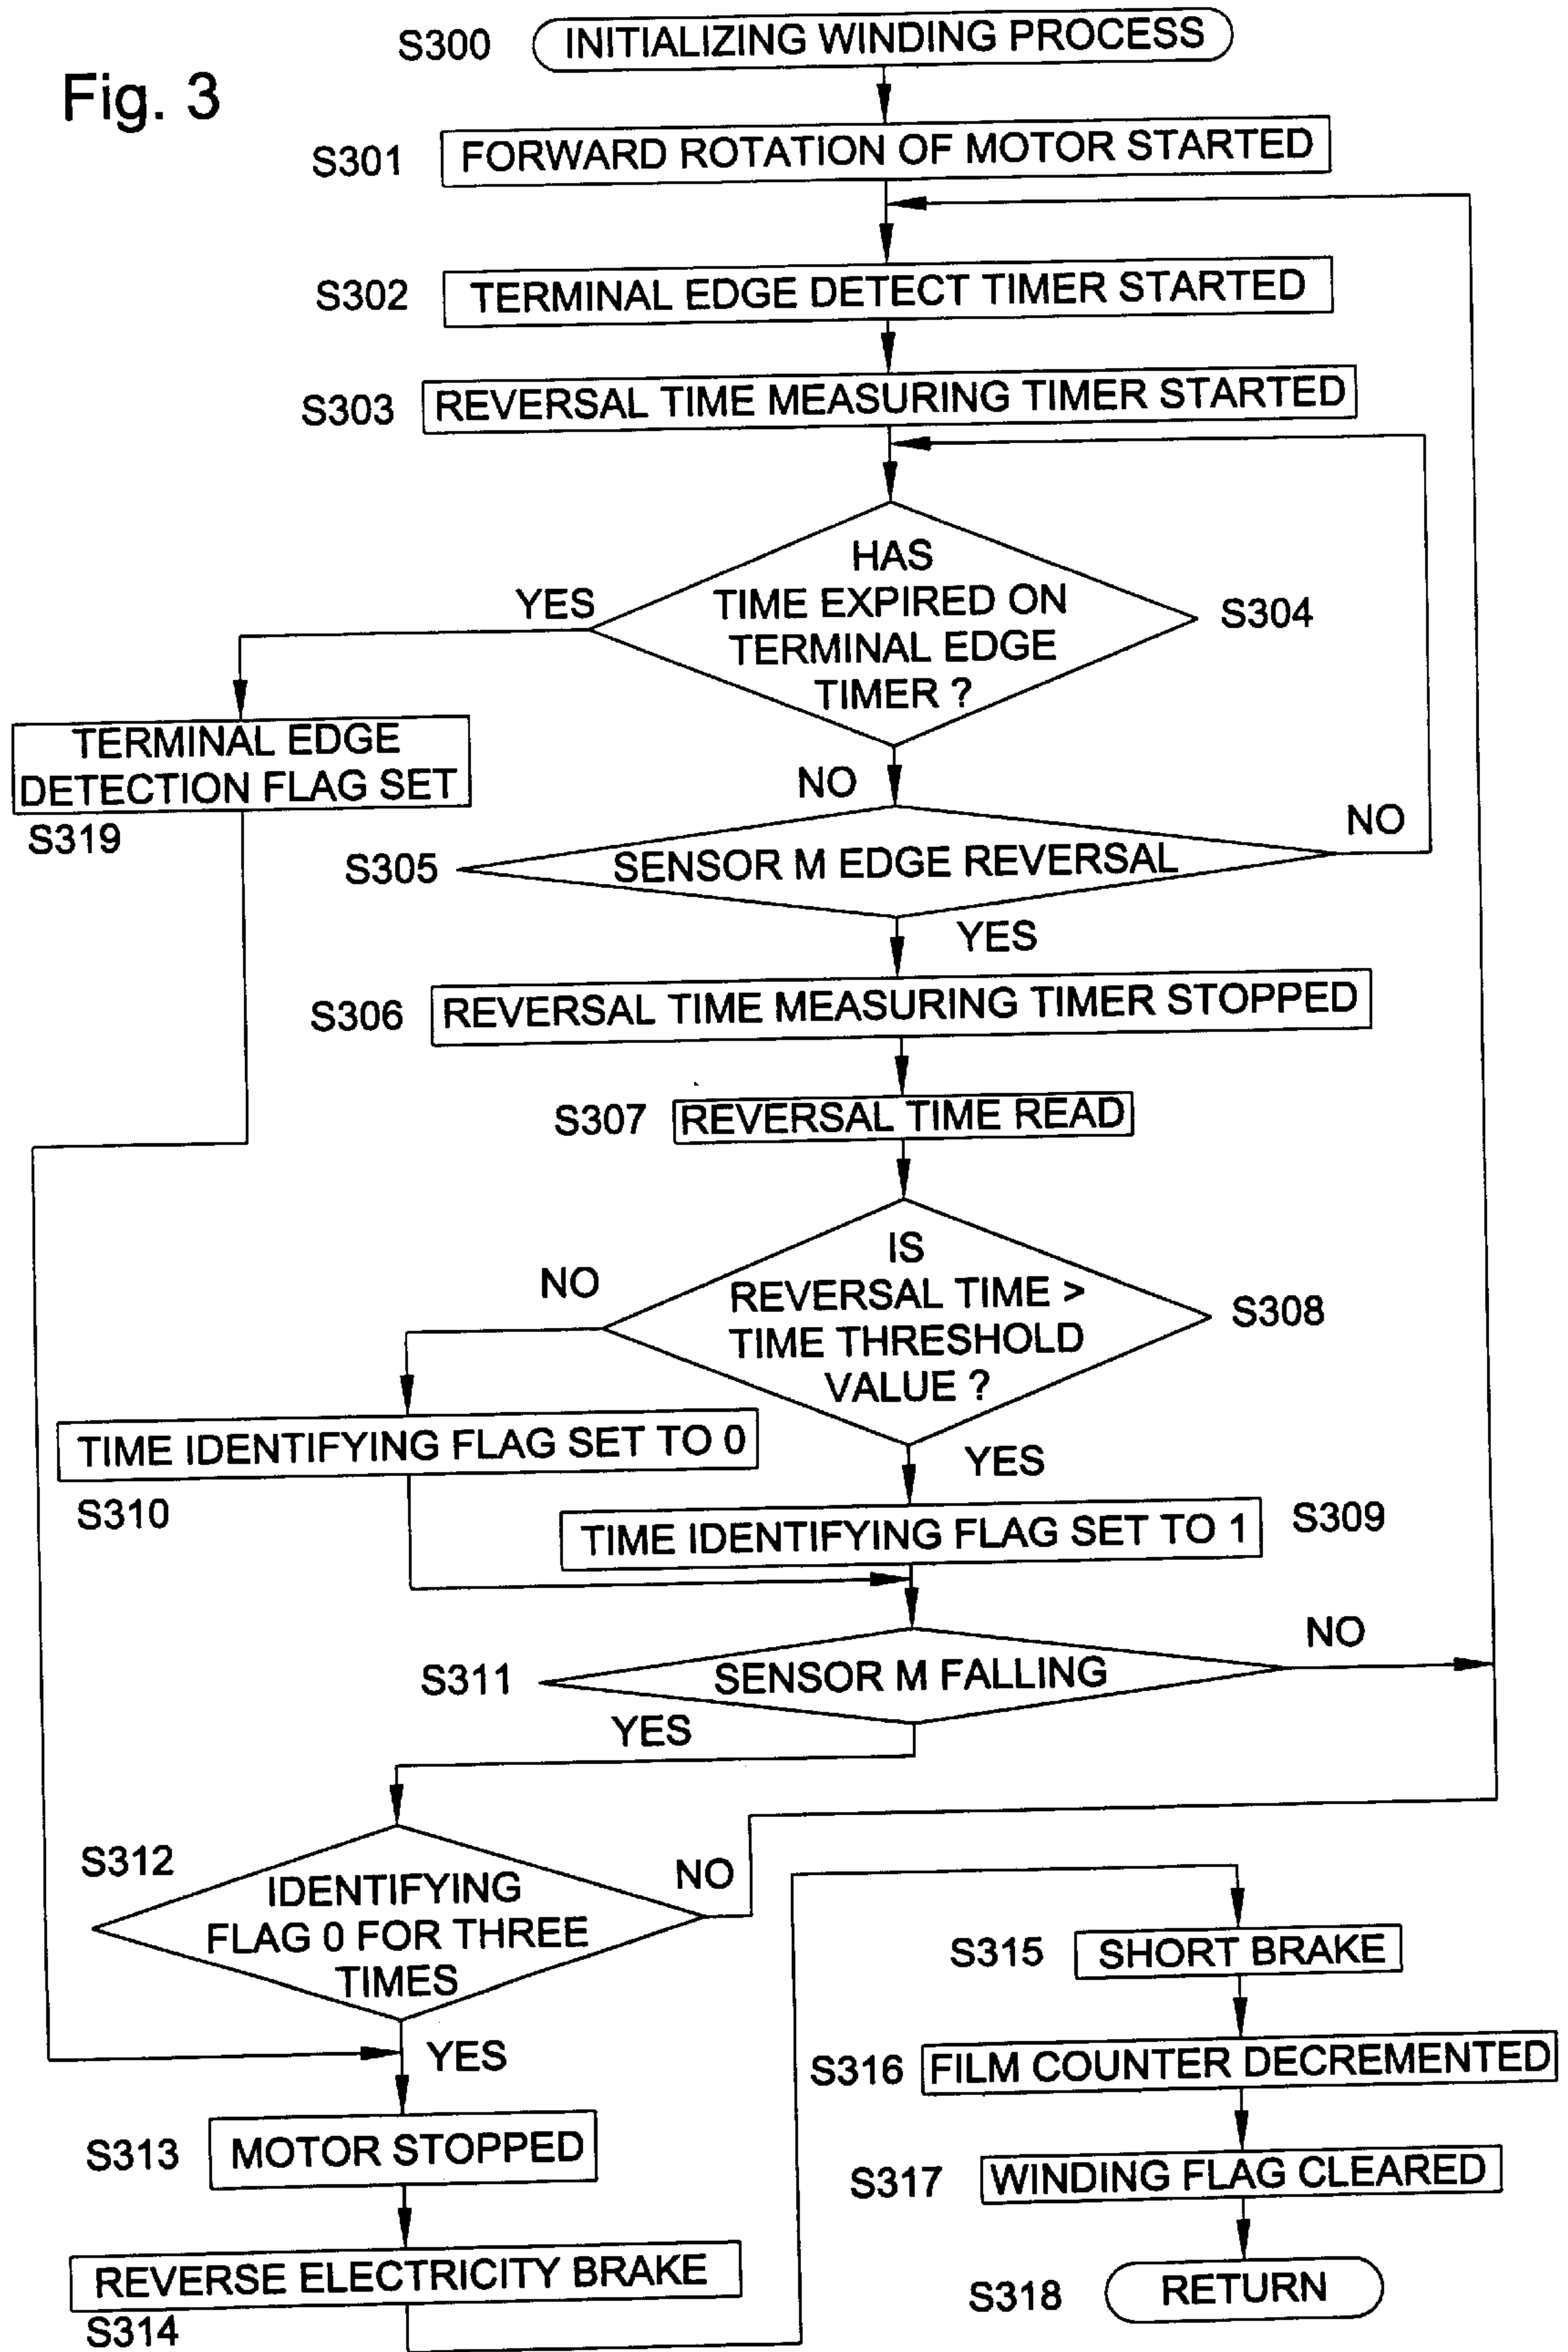 S300 INITIALIZING WINDING PROCESS
Fig. 3
S301 FORWARD ROTATION OF MOTOR STARTED
S302 TERMINAL EDGE DETECT TIMER STARTED
S303 REVERSAL TIME MEASURING TIMER STARTED
HAS
TIME EXPIRED ON
TERMINAL EDGE
TIMER ?
S304
YES
NO
TERMINAL EDGE
DETECTION FLAG SET
S319
S305 SENSOR M EDGE REVERSAL
NO
YES
S306 REVERSAL TIME MEASURING TIMER STOPPED
S307 REVERSAL TIME READ
IS
REVERSAL TIME >
TIME THRESHOLD
VALUE ?
S308
NO
YES
TIME IDENTIFYING FLAG SET TO 0
S310
TIME IDENTIFYING FLAG SET TO 1
S309
S311 SENSOR M FALLING
NO
YES
S312
IDENTIFYING
FLAG 0 FOR THREE
TIMES
NO
YES
S313 MOTOR STOPPED
REVERSE ELECTRICITY BRAKE
S314
S315 SHORT BRAKE
S316 FILM COUNTER DECREMENTED
S317 WINDING FLAG CLEARED
S318 RETURN